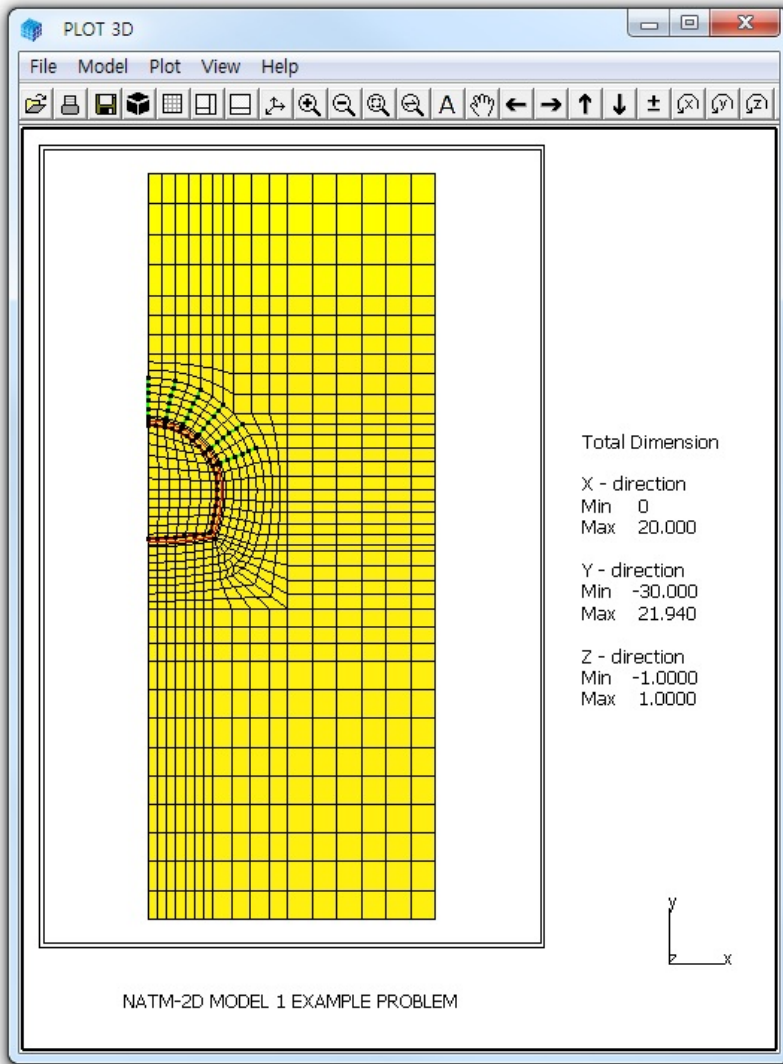 PLOT 3D
File Model Plot View Help
A ± x y z
Total Dimension
X - direction
Min 0
Max 20.000
Y - direction
Min -30.000
Max 21.940
Z - direction
Min -1.0000
Max 1.0000
y
z x
NATM-2D MODEL 1 EXAMPLE PROBLEM